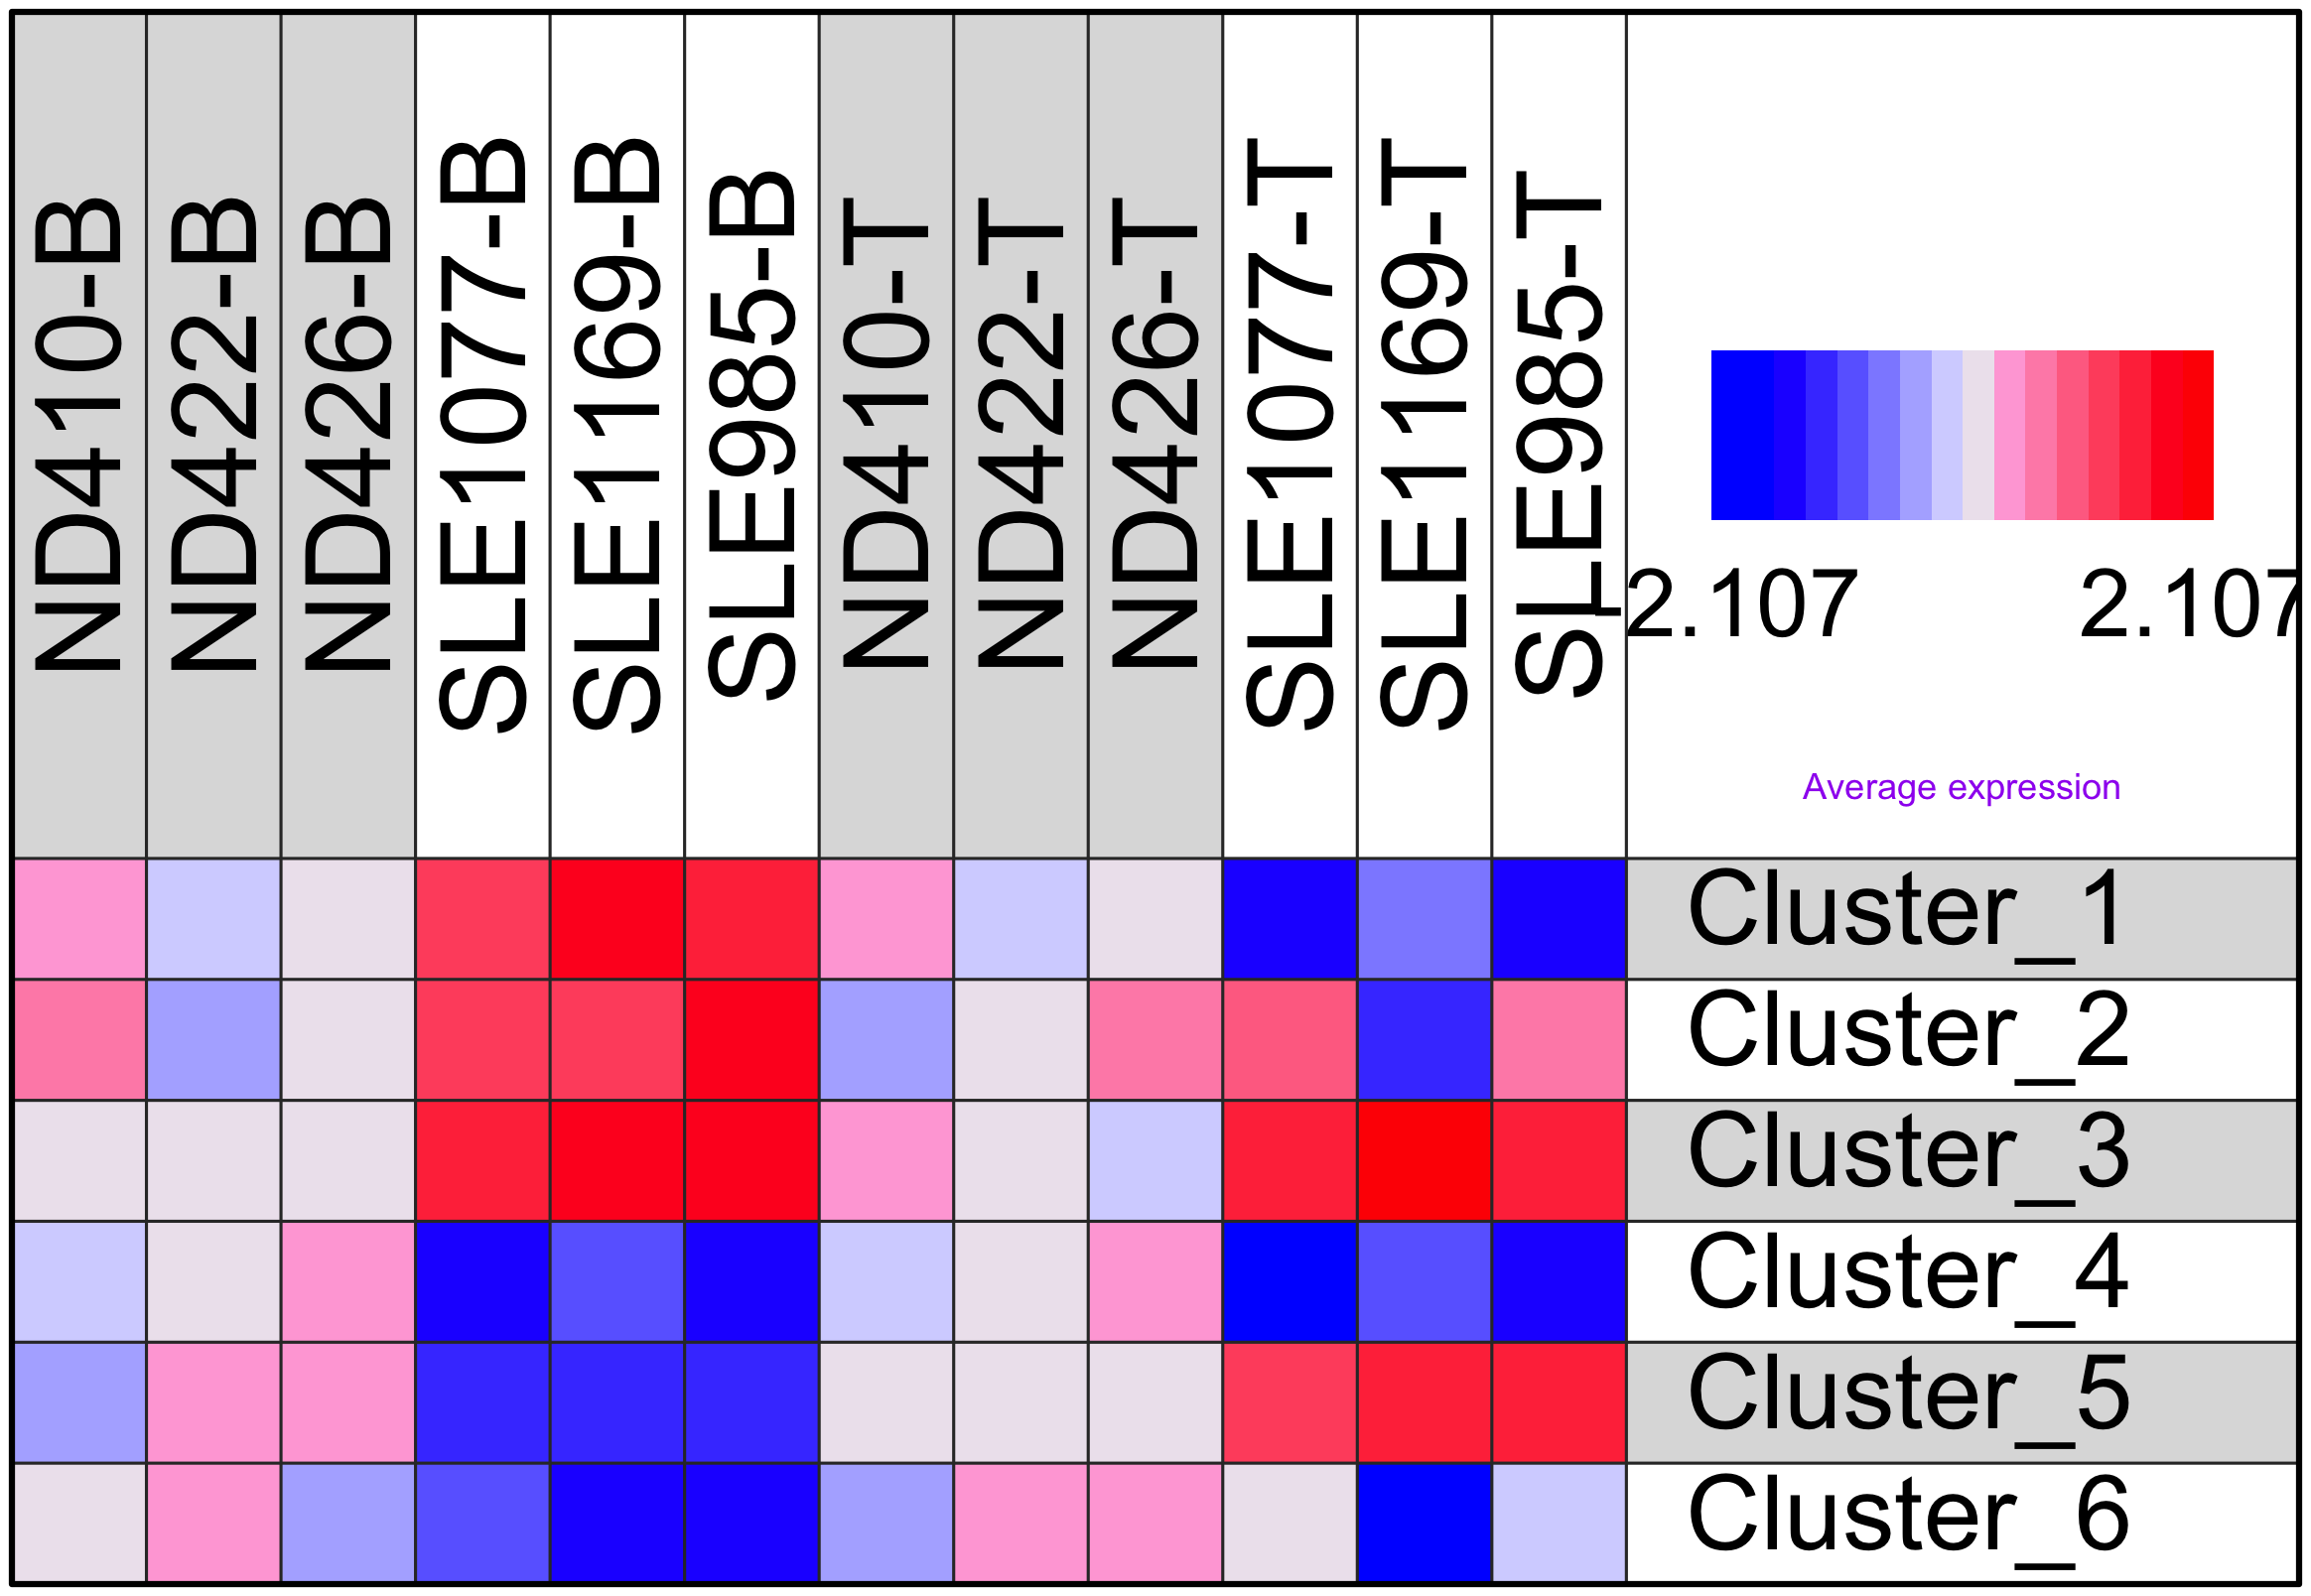 ND410-B
ND422-B
ND426-B
SLE1077-B
SLE1169-B
SLE985-B
ND410-T
ND422-T
ND426-T
SLE1077-T
SLE1169-T
SLE985-T
-2.107 2.107
Average expression
Cluster_1
Cluster_2
Cluster_3
Cluster_4
Cluster_5
Cluster_6